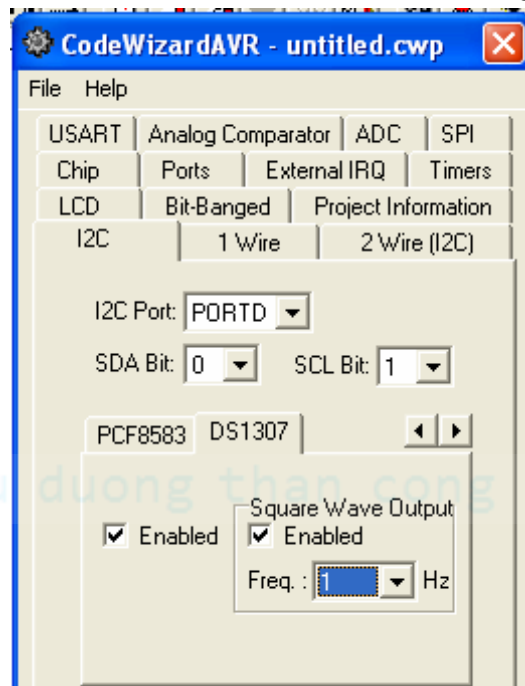 CodeWizardAVR - untitled.cwp
File Help
USART Analog Comparator ADC SPI
Chip Ports External IRQ Timers
LCD Bit-Banged Project Information
I2C 1 Wire 2 Wire (I2C)
I2C Port: PORTD
SDA Bit: 0 SCL Bit: 1
PCF8583 DS1307
duong than cong
Square Wave Output
Enabled Enabled
Freq. : 1 Hz